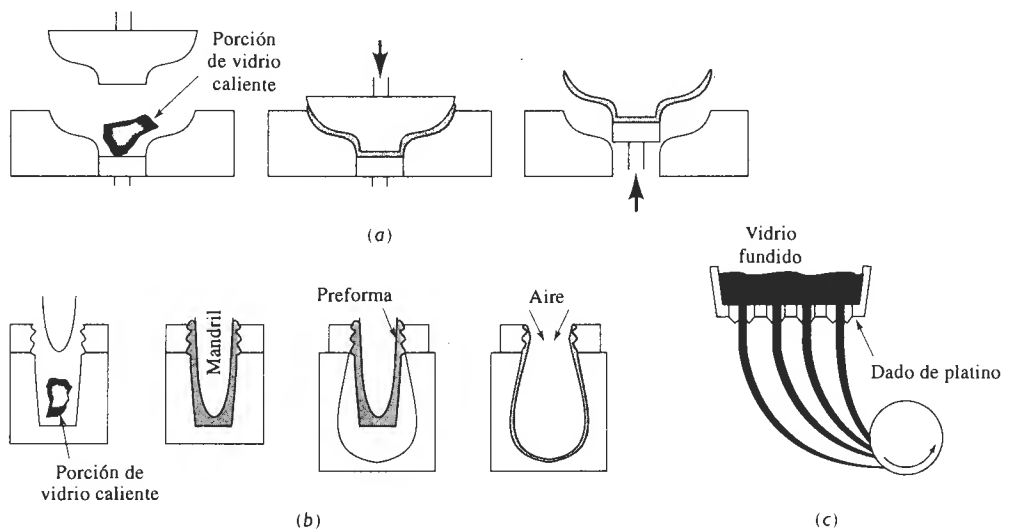 Porción
de vidrio
caliente
(a)
Preforma
Mandril
Aire
Porción de
vidrio caliente
(b)
Vidrio
fundido
Dado de platino
(c)